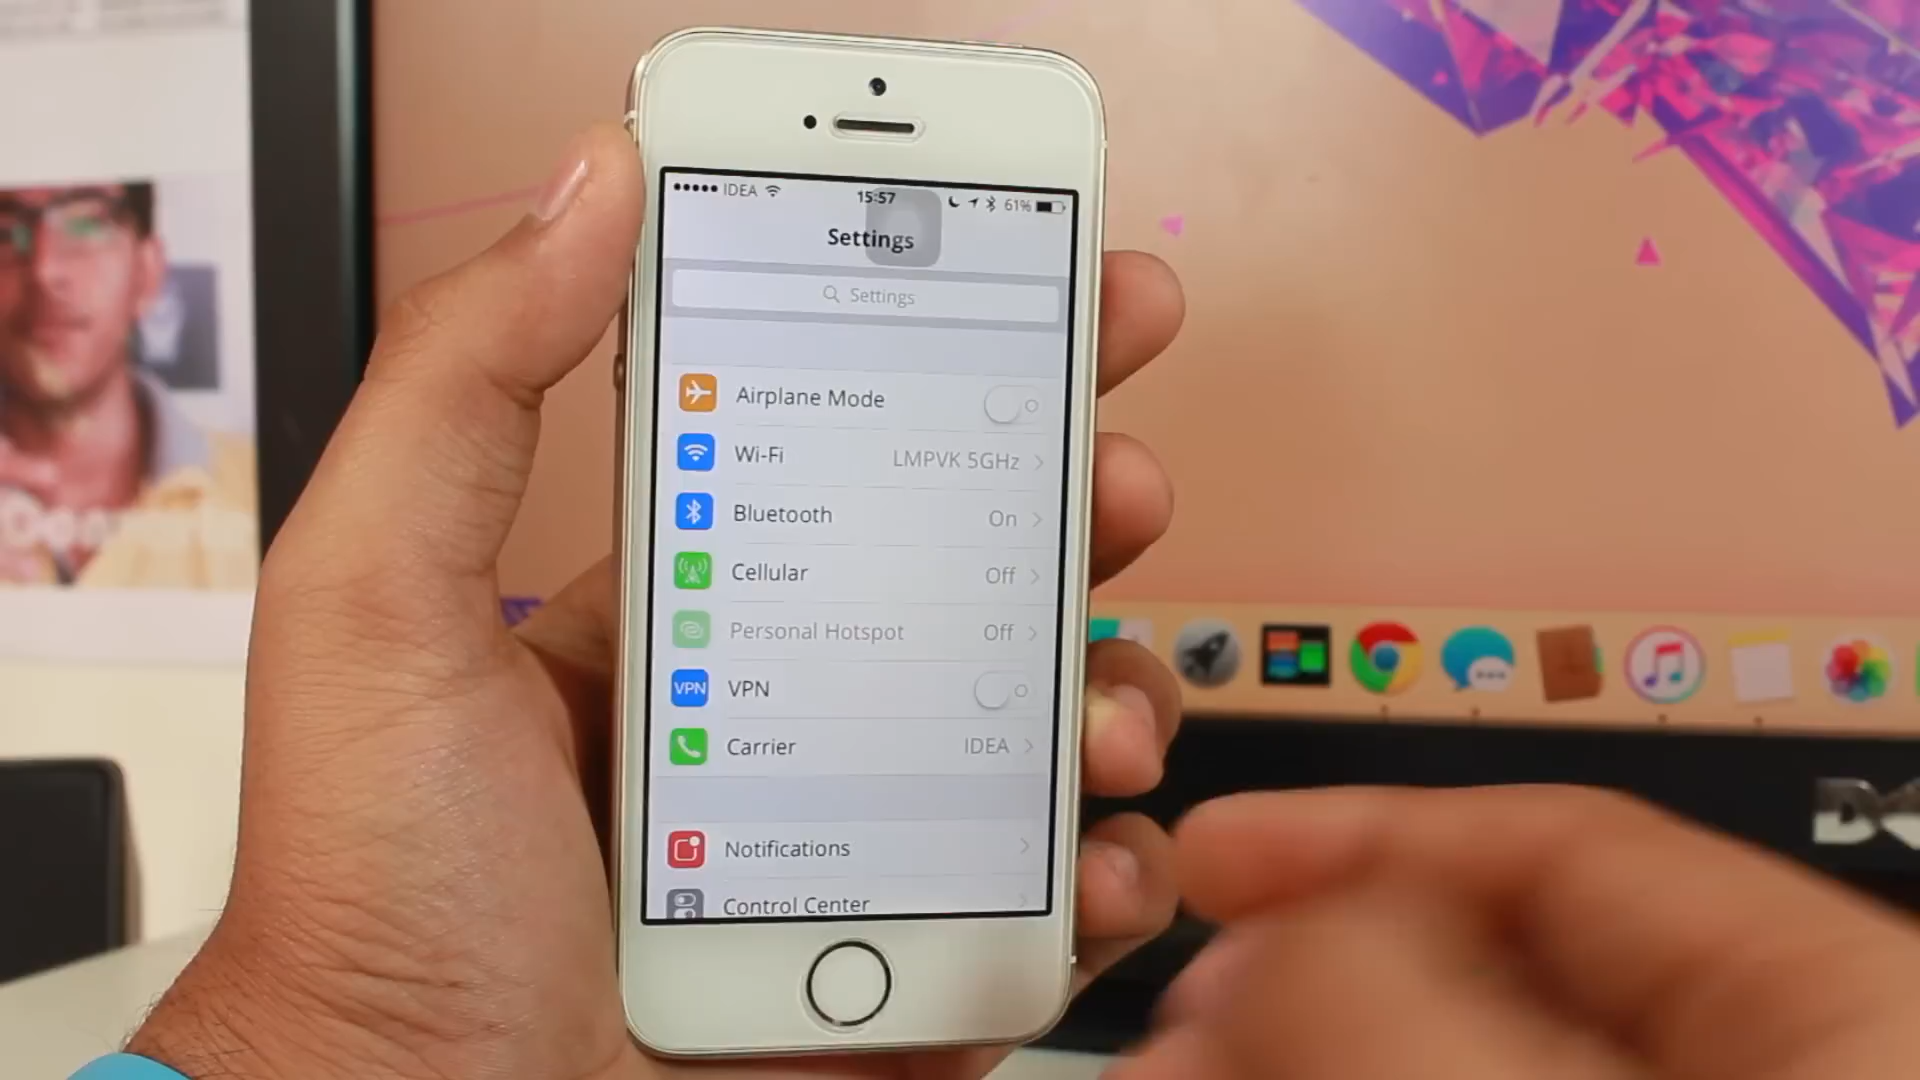 IDEA 15:57 61%
Settings
Settings
Airplane Mode
Wi-Fi LMPVK 5GHz
Bluetooth On
Cellular Off
Personal Hotspot Off
VPN VPN
Carrier IDEA
Notifications
Control Center